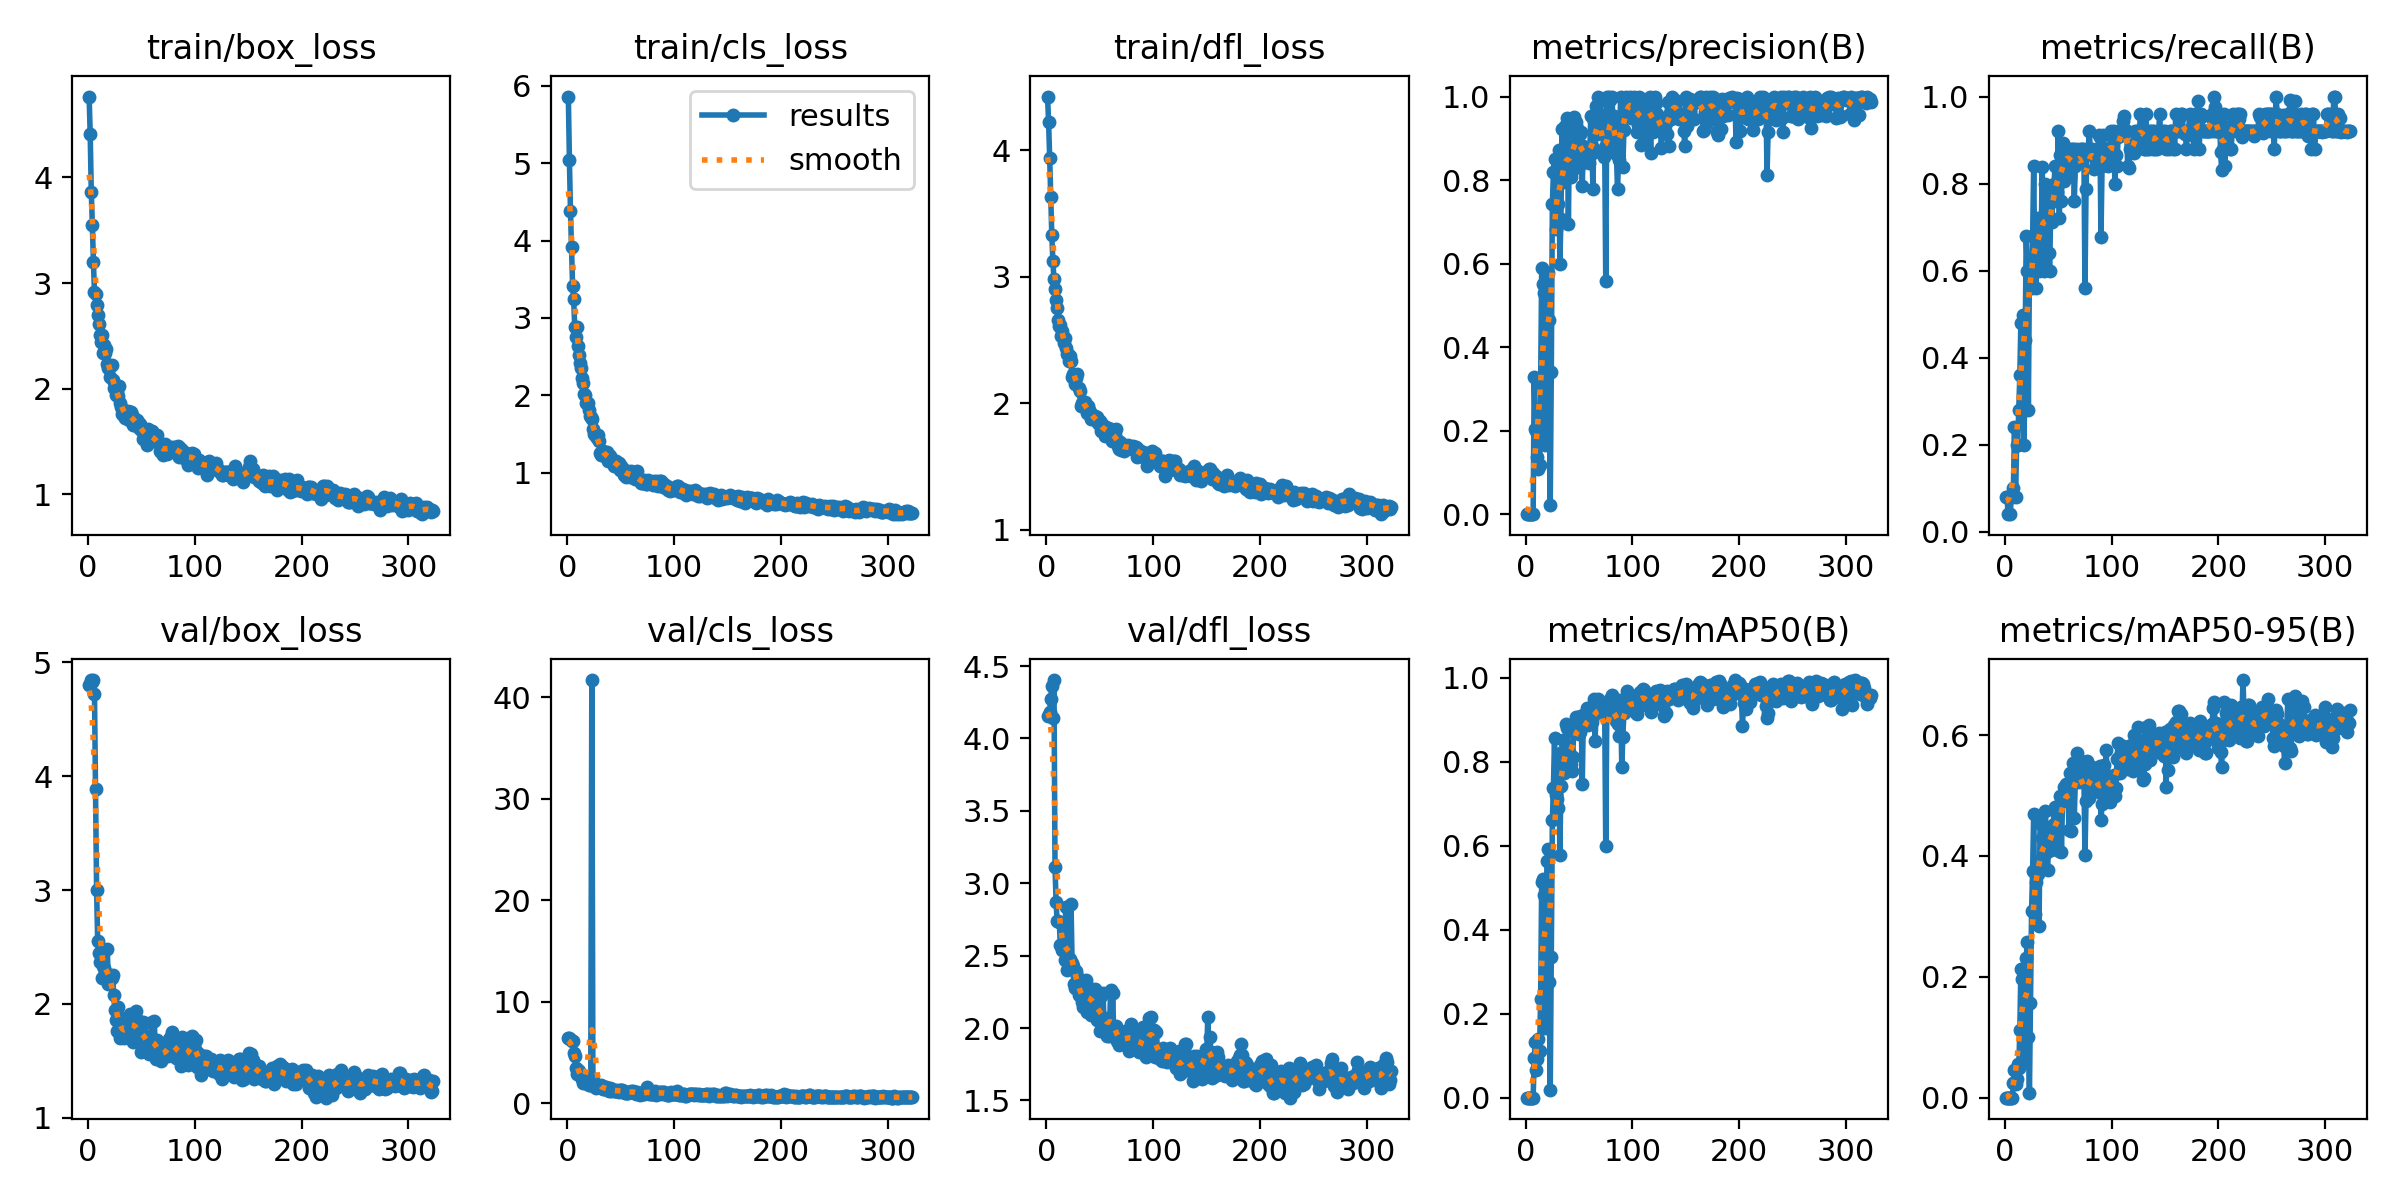 train/box_loss
train/cls_loss
train/dfl_loss
metrics/precision(B)
metrics/recall(B)
4
3
2
1
0 100 200 300
6
5
4
3
2
1
results
smooth
0 100 200 300
4
3
2
1
0 100 200 300
1.0
0.8
0.6
0.4
0.2
0.0
0 100 200 300
1.0
0.8
0.6
0.4
0.2
0.0
0 100 200 300
val/box_loss
val/cls_loss
val/dfl_loss
metrics/mAP50(B)
metrics/mAP50-95(B)
5
4
3
2
1
0 100 200 300
40
30
20
10
0
0 100 200 300
4.5
4.0
3.5
3.0
2.5
2.0
1.5
0 100 200 300
1.0
0.8
0.6
0.4
0.2
0.0
0 100 200 300
0.6
0.4
0.2
0.0
0 100 200 300